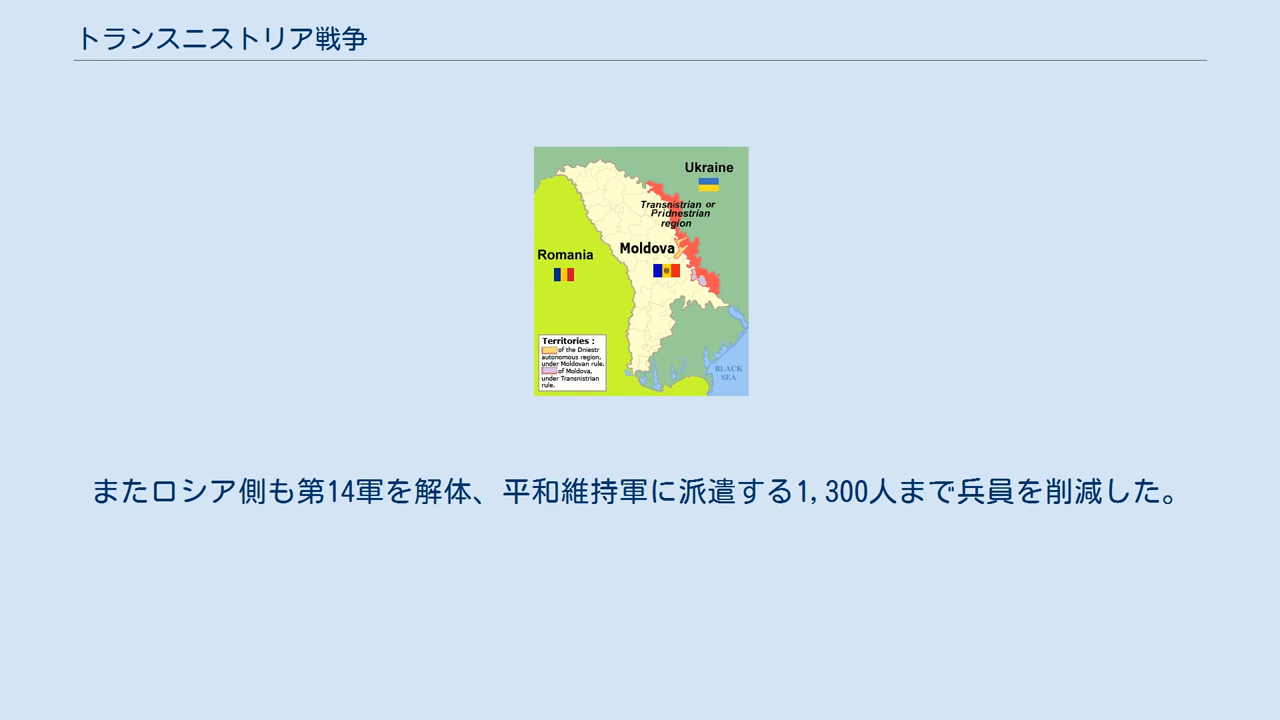 トランスニストリア戦争
Ukraine
Transnistrian or
Pridnestrian
region
Moldova
Romania
Territories :
of the Dniestr
autonomous region,
under Moldovan rule.
of Moldova,
under Transnistrian
rule.
BLACK
SEA
またロシア側も第14軍を解体、平和維持軍に派遣する1,300人まで兵員を削減した。